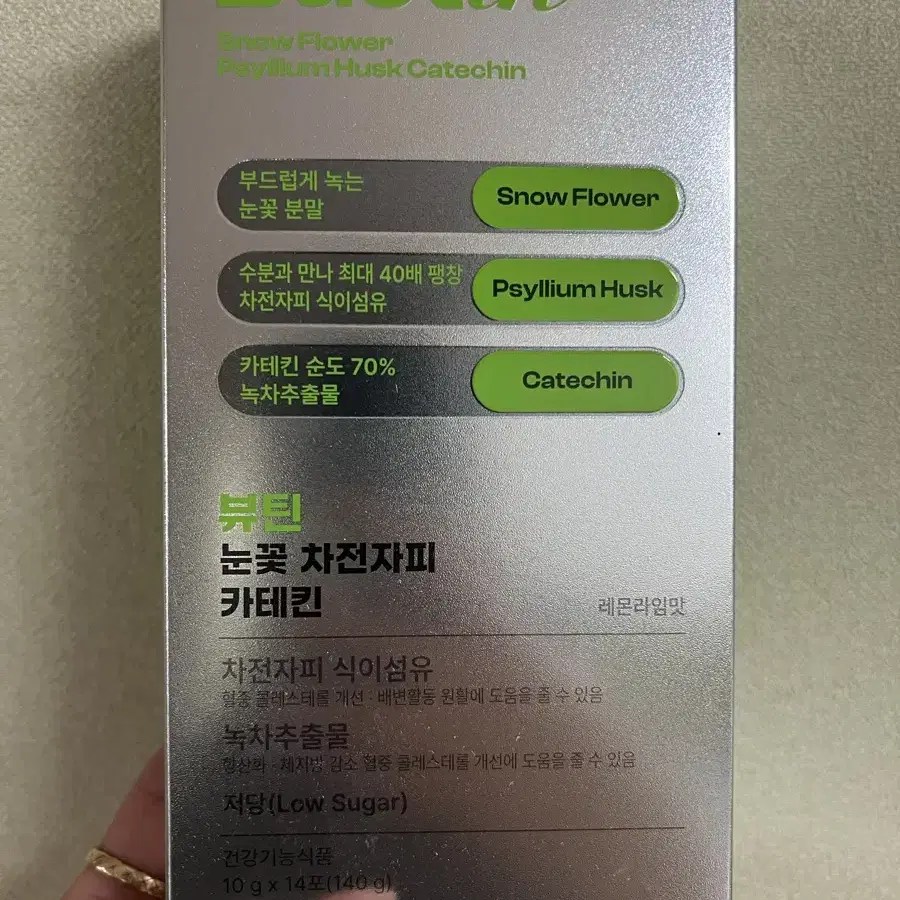 Snow Flower
Psyllium Husk Catechin
부드럽게 녹는
눈꽃 분말
Snow Flower
수분과 만나 최대 40배 팽창
차전자피 식이섬유
Psyllium Husk
카테킨 순도 70%
녹차추출물
Catechin
뷰틴
눈꽃 차전자피
카테킨
레몬라임맛
차전자피 식이섬유
혈중 콜레스테롤 개선 · 배변활동 원활에 도움을 줄 수 있음
녹차추출물
항산화 · 체지방 감소 혈중 콜레스테롤 개선에 도움을 줄 수 있음
저당(Low Sugar)
건강기능식품
10 g x 14포(140 g)